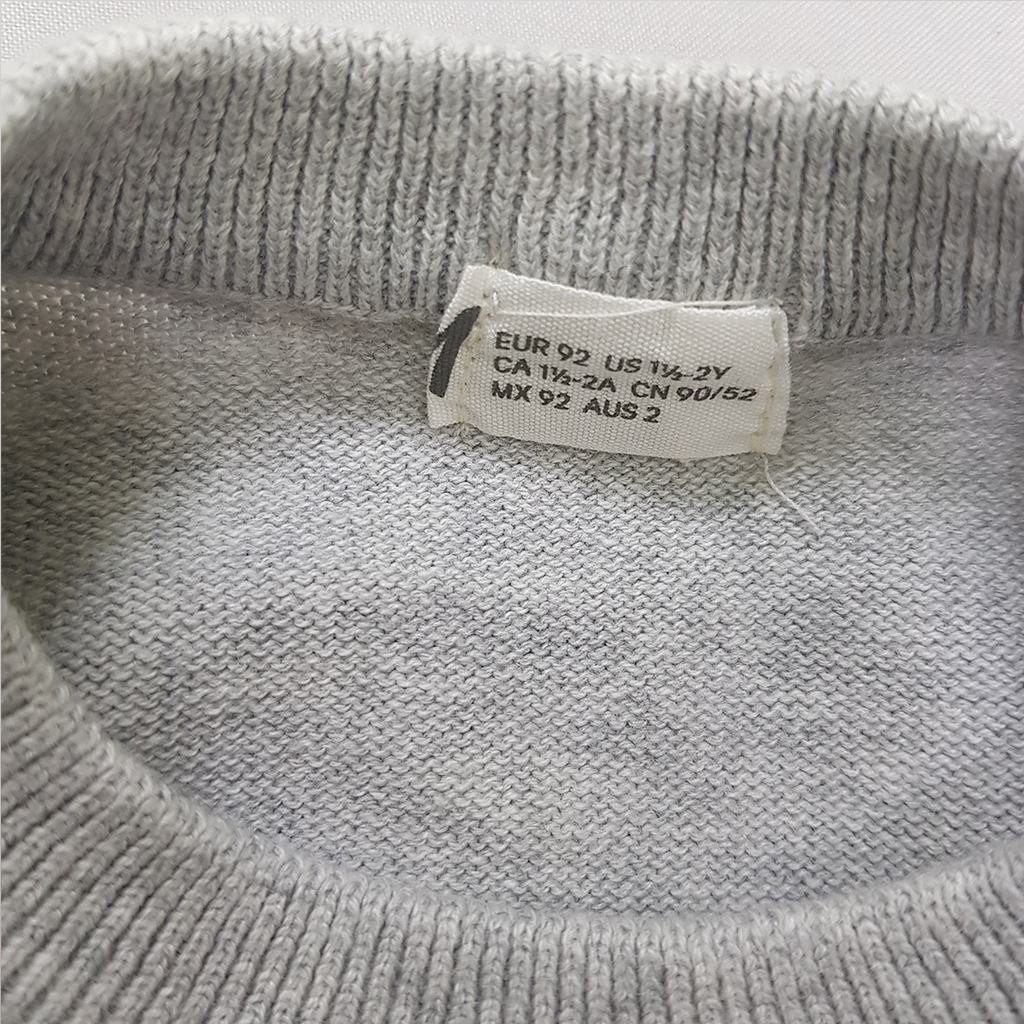 EUR 92 US 1½-2Y
CA 1½-2A CN 90/52
MX 92 AUS 2